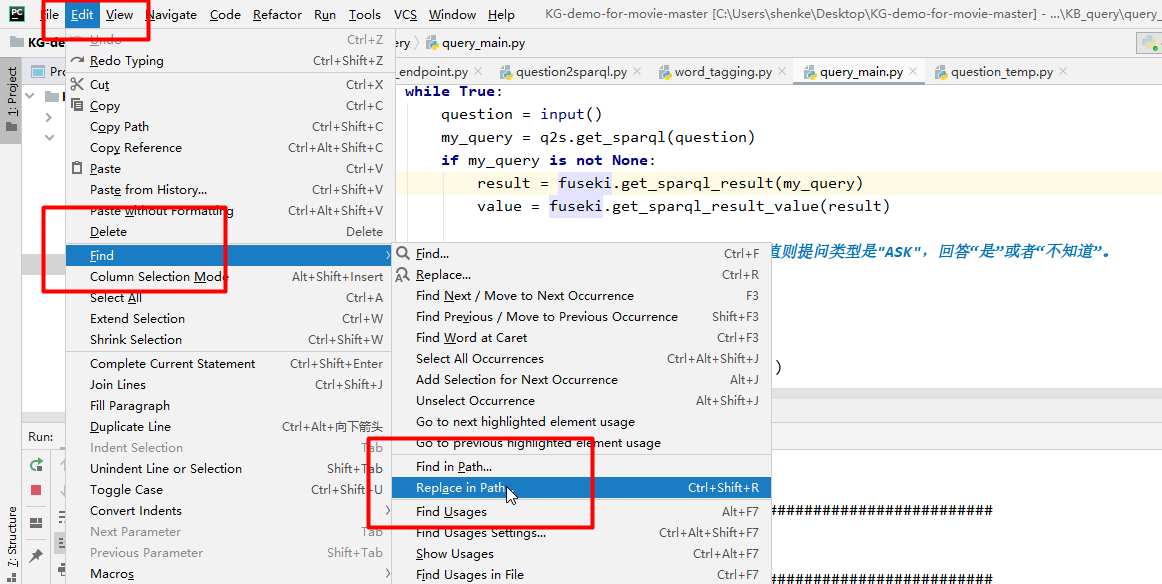 File Edit View Navigate Code Refactor Run Tools VCS Window Help KG-demo-for-movie-master [C:\Users\shenke\Desktop\KG-demo-for-movie-master] - ...\KB_query\query_
KG-de
ery
query_main.py
1: Project
Pro
_endpoint.py
question2sparql.py
word_tagging.py
query_main.py
question_temp.py
Undo Ctrl+Z
Redo Typing Ctrl+Shift+Z
Cut Ctrl+X
Copy Ctrl+C
Copy Path Ctrl+Shift+C
Copy Reference Ctrl+Alt+Shift+C
Paste Ctrl+V
Paste from History... Ctrl+Shift+V
Paste without Formatting Ctrl+Alt+Shift+V
Delete Delete
Find
Column Selection Mode Alt+Shift+Insert
Select All Ctrl+A
Extend Selection Ctrl+W
Shrink Selection Ctrl+Shift+W
Complete Current Statement Ctrl+Shift+Enter
Join Lines Ctrl+Shift+J
Fill Paragraph
Duplicate Line Ctrl+Alt+向下箭头
Indent Selection Tab
Unindent Line or Selection Shift+Tab
Toggle Case Ctrl+Shift+U
Convert Indents
Next Parameter Tab
Previous Parameter Shift+Tab
Macros
while True:
question = input()
my_query = q2s.get_sparql(question)
if my_query is not None:
result = fuseki.get_sparql_result(my_query)
value = fuseki.get_sparql_result_value(result)
值则提问类型是"ASK"，回答“是”或者“不知道”。
)
Find... Ctrl+F
Replace... Ctrl+R
Find Next / Move to Next Occurrence F3
Find Previous / Move to Previous Occurrence Shift+F3
Find Word at Caret Ctrl+F3
Select All Occurrences Ctrl+Alt+Shift+J
Add Selection for Next Occurrence Alt+J
Unselect Occurrence Alt+Shift+J
Go to next highlighted element usage
Go to previous highlighted element usage
Find in Path...
Replace in Path... Ctrl+Shift+R
Find Usages Alt+F7
Find Usages Settings... Ctrl+Alt+Shift+F7
Show Usages Ctrl+Alt+F7
Find Usages in File Ctrl+F7
Run:
7: Structure
########################
########################